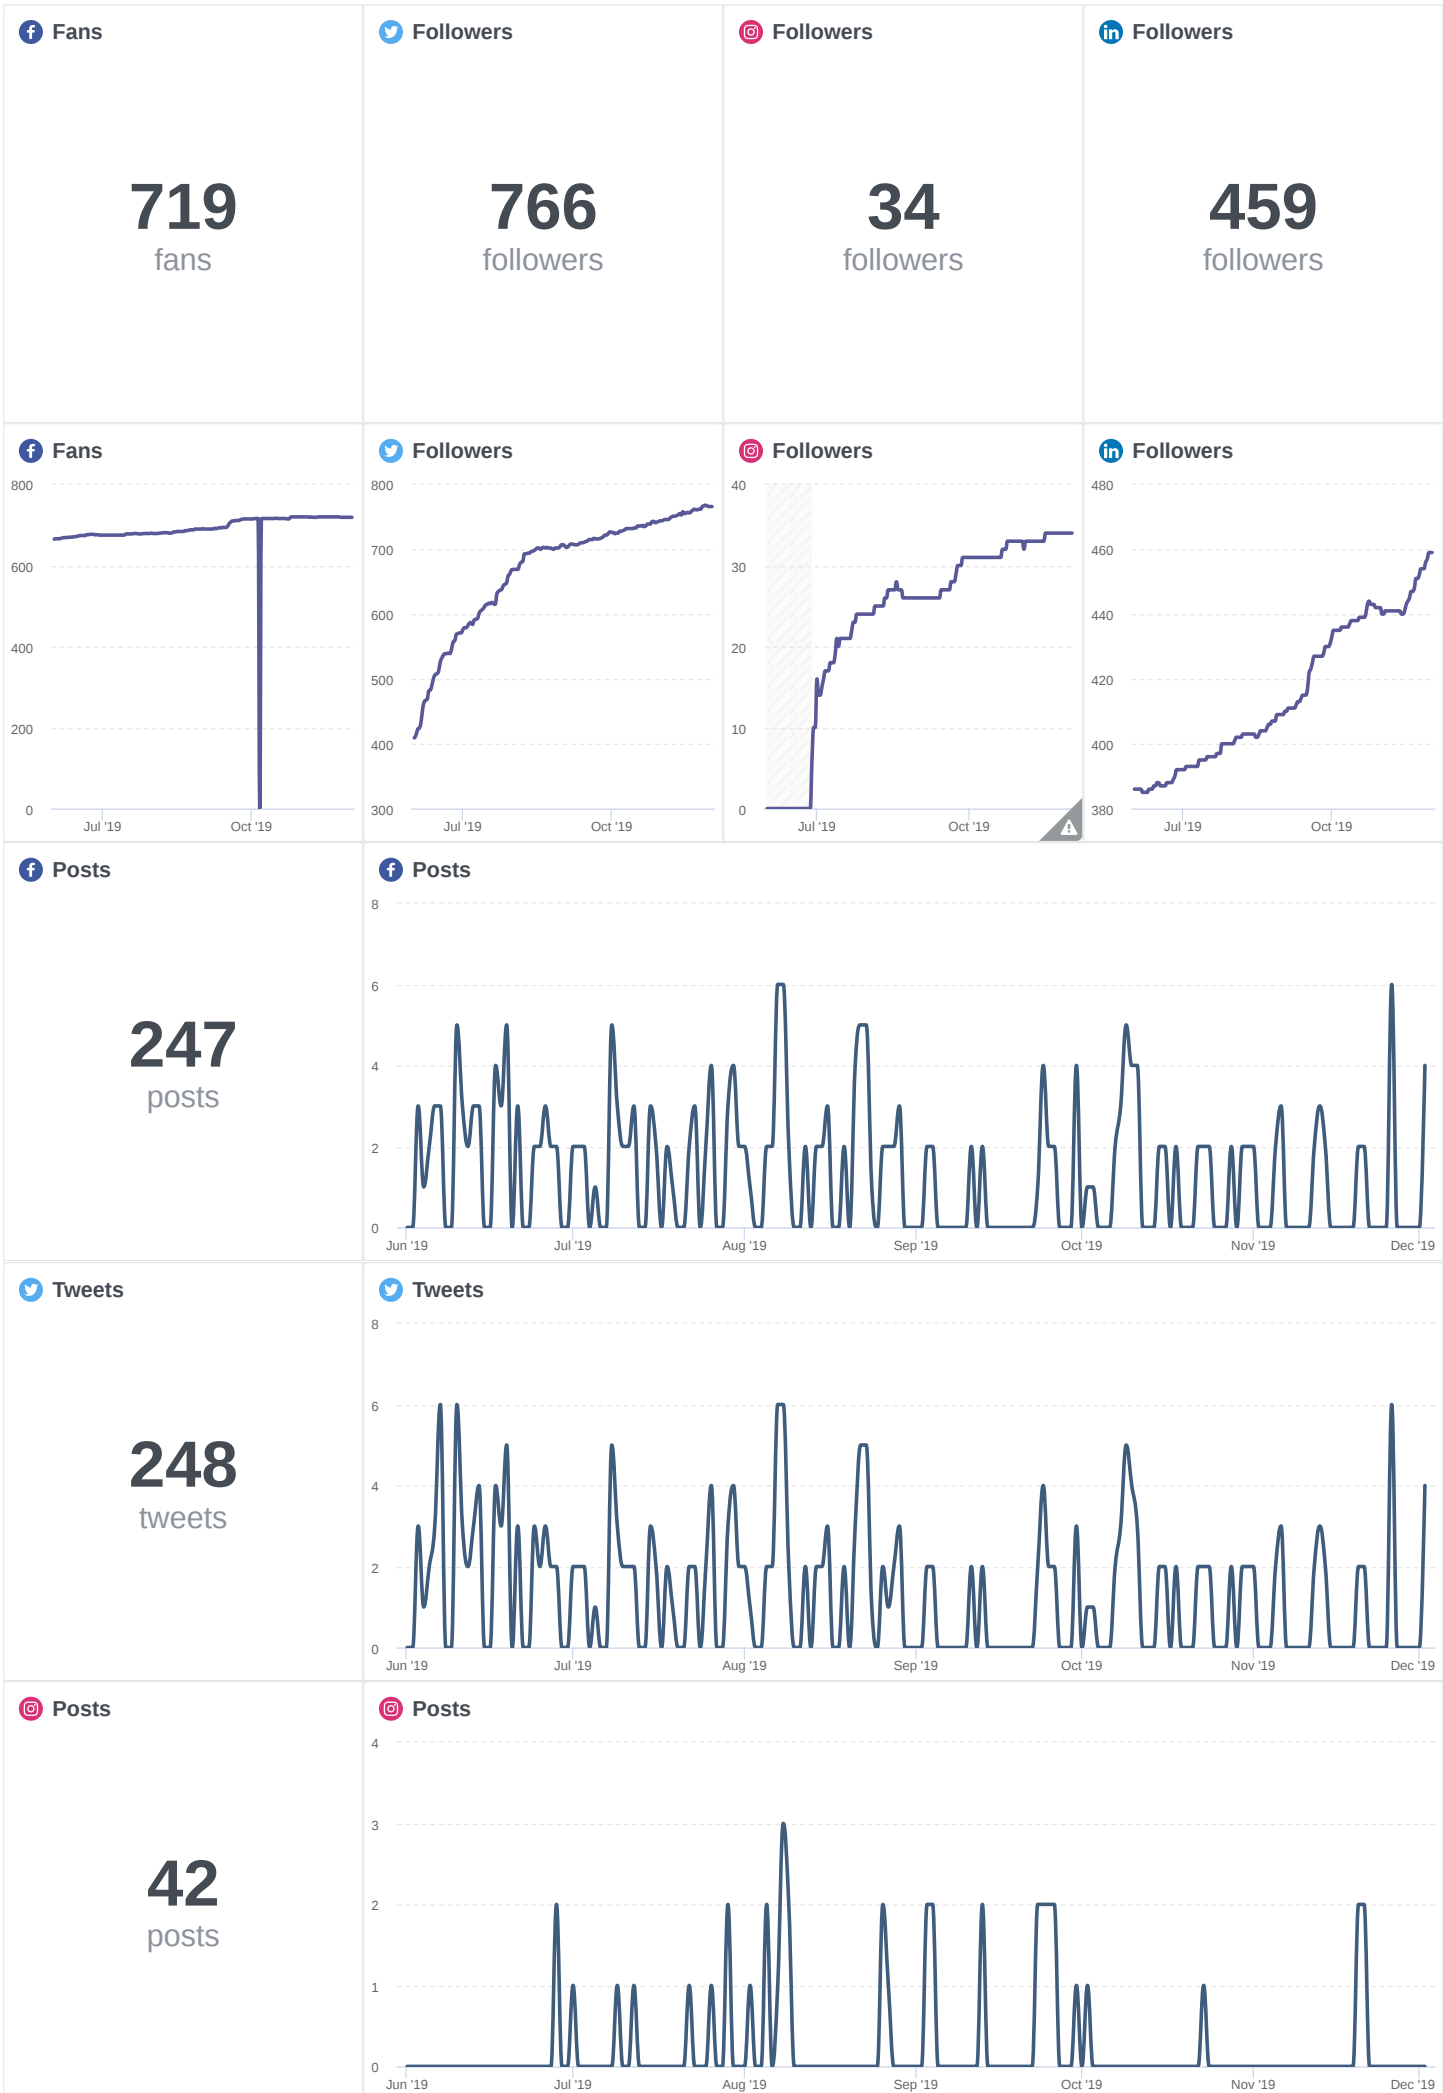 Fans
Followers
Followers
Followers
719
fans
766
followers
34
followers
459
followers
Fans
800
600
400
200
0
Jul '19
Oct '19
Followers
800
700
600
500
400
300
Jul '19
Oct '19
Followers
40
30
20
10
0
Jul '19
Oct '19
Followers
480
460
440
420
400
380
Jul '19
Oct '19
Posts
247
posts
Posts
8
6
4
2
0
Jun '19
Jul '19
Aug '19
Sep '19
Oct '19
Nov '19
Dec '19
Tweets
248
tweets
Tweets
8
6
4
2
0
Jun '19
Jul '19
Aug '19
Sep '19
Oct '19
Nov '19
Dec '19
Posts
42
posts
Posts
4
3
2
1
0
Jun '19
Jul '19
Aug '19
Sep '19
Oct '19
Nov '19
Dec '19